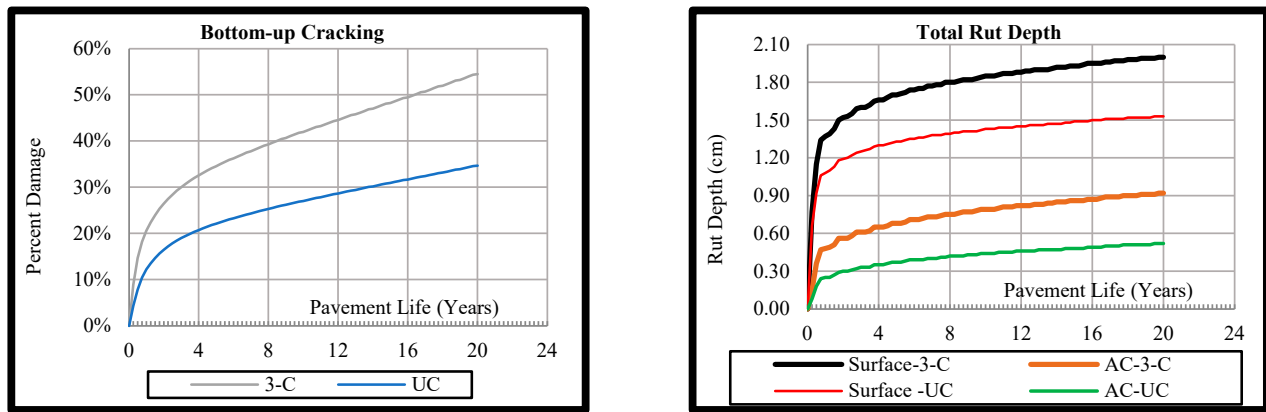 Bottom-up Cracking
60%
50%
40%
30%
20%
10%
0%
Percent Damage
Pavement Life (Years)
0 4 8 12 16 20 24
3-C UC
Total Rut Depth
2.10
1.80
1.50
1.20
0.90
0.60
0.30
0.00
Rut Depth (cm)
Pavement Life (Years)
0 4 8 12 16 20 24
Surface-3-C AC-3-C
Surface -UC AC-UC